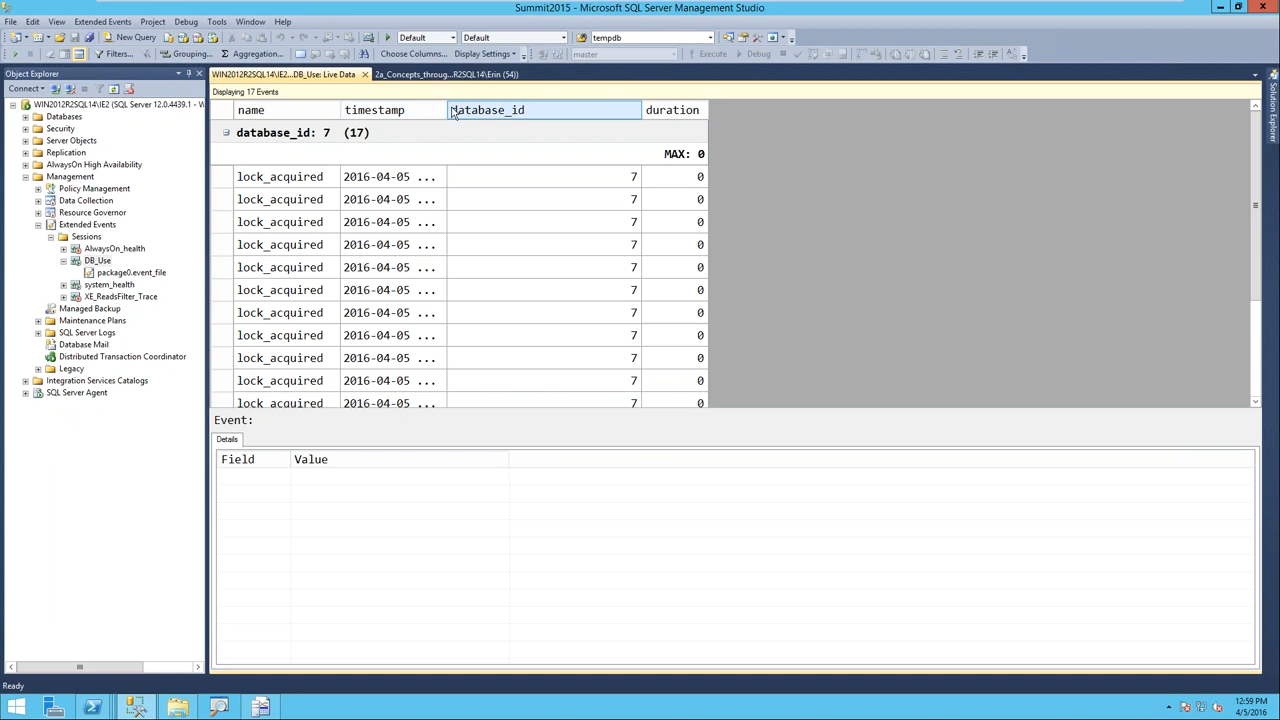 Summit2015 - Microsoft SQL Server Management Studio
File Edit View Extended Events Project Debug Tools Window Help
New Query Default Default tempdb
Filters... Grouping... Aggregation... Choose Columns... Display Settings master Execute Debug
Object Explorer
Connect
WIN2012R2SQL14\IE2 (SQL Server 12.0.4439.1 - W
Databases
Security
Server Objects
Replication
AlwaysOn High Availability
Management
Policy Management
Data Collection
Resource Governor
Extended Events
Sessions
AlwaysOn_health
DB_Use
package0.event_file
system_health
XE_ReadsFilter_Trace
Managed Backup
Maintenance Plans
SQL Server Logs
Database Mail
Distributed Transaction Coordinator
Legacy
Integration Services Catalogs
SQL Server Agent
WIN2012R2SQL14\IE2...DB_Use: Live Data 2a_Concepts_throug...R2SQL14\Erin (54))
Displaying 17 Events
name timestamp database_id duration
database_id: 7 (17)
MAX: 0
lock_acquired 2016-04-05 ... 7 0
lock_acquired 2016-04-05 ... 7 0
lock_acquired 2016-04-05 ... 7 0
lock_acquired 2016-04-05 ... 7 0
lock_acquired 2016-04-05 ... 7 0
lock_acquired 2016-04-05 ... 7 0
lock_acquired 2016-04-05 ... 7 0
lock_acquired 2016-04-05 ... 7 0
lock_acquired 2016-04-05 ... 7 0
lock_acquired 2016-04-05 ... 7 0
lock_acquired 2016-04-05 ... 7 0
Event:
Details
Field Value
Solution Explorer
Ready
12:59 PM
4/5/2016